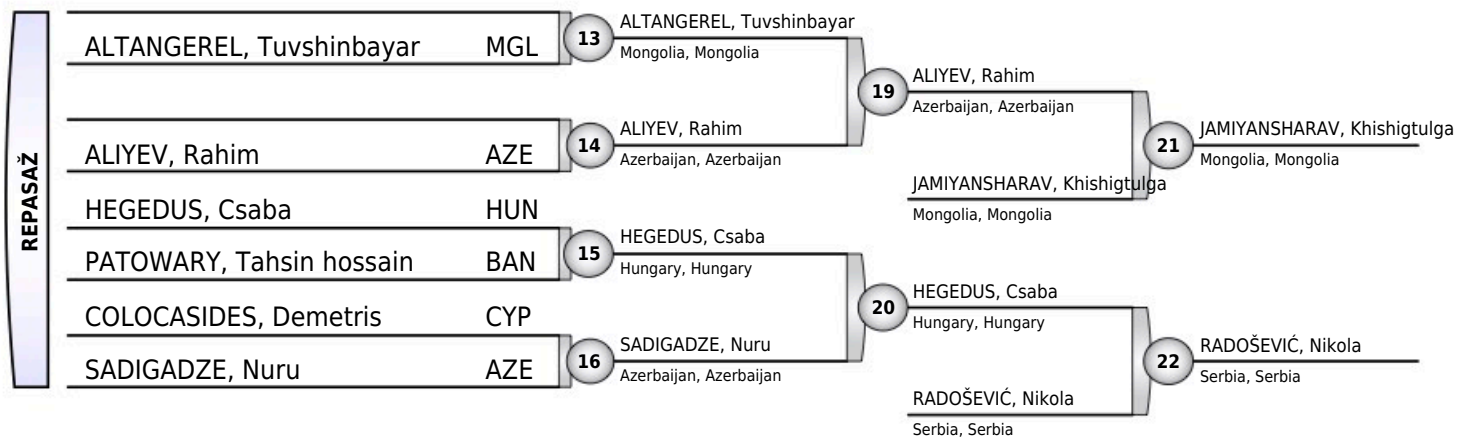 REPASAŽ
ALTANGEREL, Tuvshinbayar MGL
ALIYEV, Rahim AZE
HEGEDUS, Csaba HUN
PATOWARY, Tahsin hossain BAN
COLOCASIDES, Demetris CYP
SADIGADZE, Nuru AZE
13
ALTANGEREL, Tuvshinbayar
Mongolia, Mongolia
14
ALIYEV, Rahim
Azerbaijan, Azerbaijan
15
HEGEDUS, Csaba
Hungary, Hungary
16
SADIGADZE, Nuru
Azerbaijan, Azerbaijan
19
ALIYEV, Rahim
Azerbaijan, Azerbaijan
JAMIYANSHARAV, Khishigtulga
Mongolia, Mongolia
20
HEGEDUS, Csaba
Hungary, Hungary
RADOŠEVIĆ, Nikola
Serbia, Serbia
21
JAMIYANSHARAV, Khishigtulga
Mongolia, Mongolia
22
RADOŠEVIĆ, Nikola
Serbia, Serbia